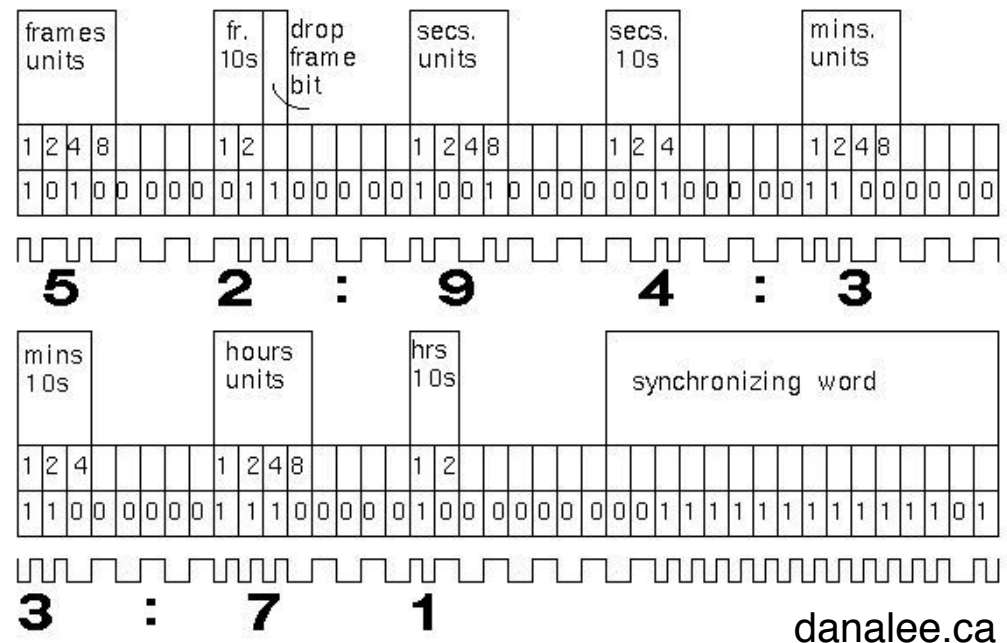 frames units
fr. 10s
drop frame bit
secs. units
secs. 10s
mins. units
1 2 4 8 1 2 1 2 4 8 1 2 4 1 2 4 8
1 0 1 0 0 0 0 0 0 1 1 0 0 0 0 0 1 0 0 1 0 0 0 0 0 0 1 0 0 0 0 0 1 1 0 0 0 0 0 0
5 2 : 9 4 : 3
mins 10s
hours units
hrs 10s
synchronizing word
1 2 4 1 2 4 8 1 2
1 1 0 0 0 0 0 0 1 1 1 0 0 0 0 0 1 0 0 0 0 0 0 0 0 0 1 1 1 1 1 1 1 1 1 1 1 1 0 1
3 : 7 1
danalee.ca